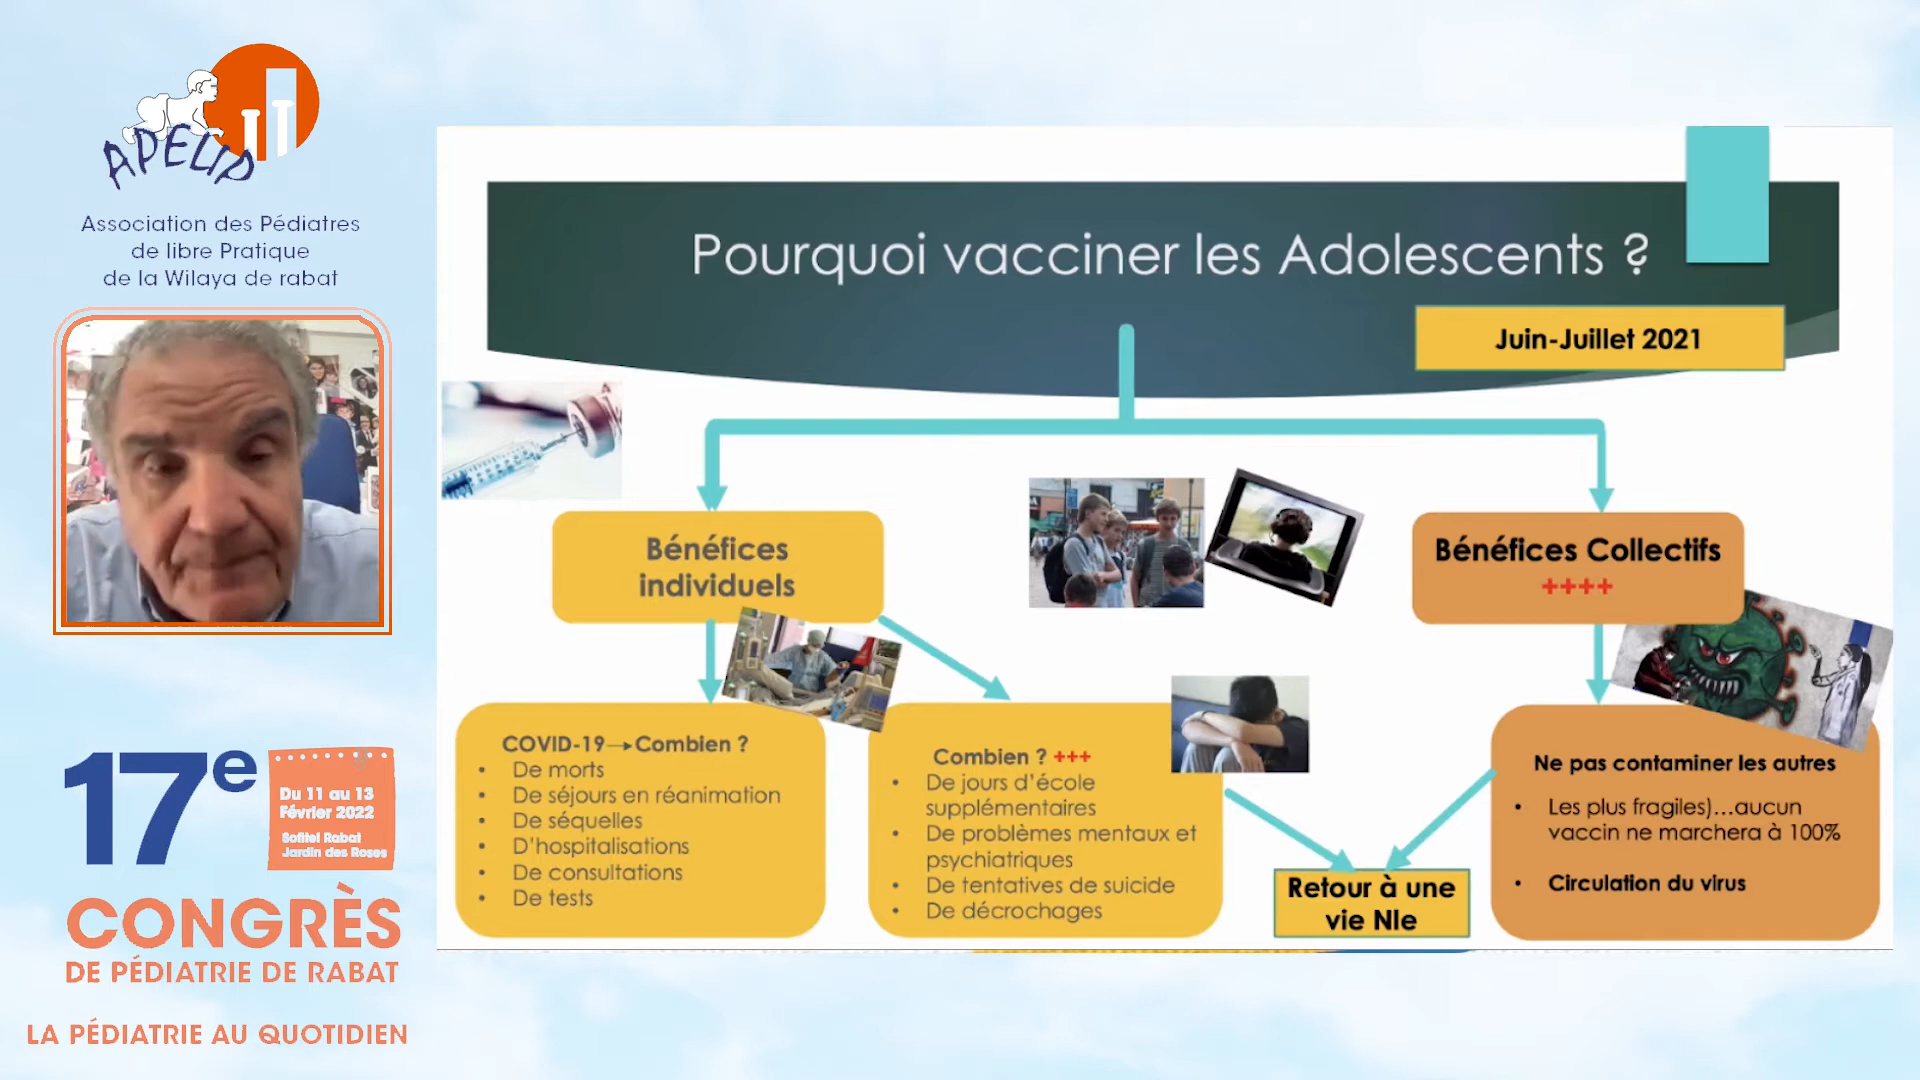 APELIP
Association des Pédiatres
de libre Pratique
de la Wilaya de rabat
17e
Du 11 au 13
Février 2022
Sofitel Rabat
Jardin des Roses
CONGRÈS
DE PÉDIATRIE DE RABAT
LA PÉDIATRIE AU QUOTIDIEN
Pourquoi vacciner les Adolescents ?
Juin-Juillet 2021
Bénéfices
individuels
Bénéfices Collectifs
++++
COVID-19→Combien ?
• De morts
• De séjours en réanimation
• De séquelles
• D'hospitalisations
• De consultations
• De tests
Combien ? +++
• De jours d'école
supplémentaires
• De problèmes mentaux et
psychiatriques
• De tentatives de suicide
• De décrochages
Retour à une
vie Nle
Ne pas contaminer les autres
• Les plus fragiles)...aucun
vaccin ne marchera à 100%
• Circulation du virus